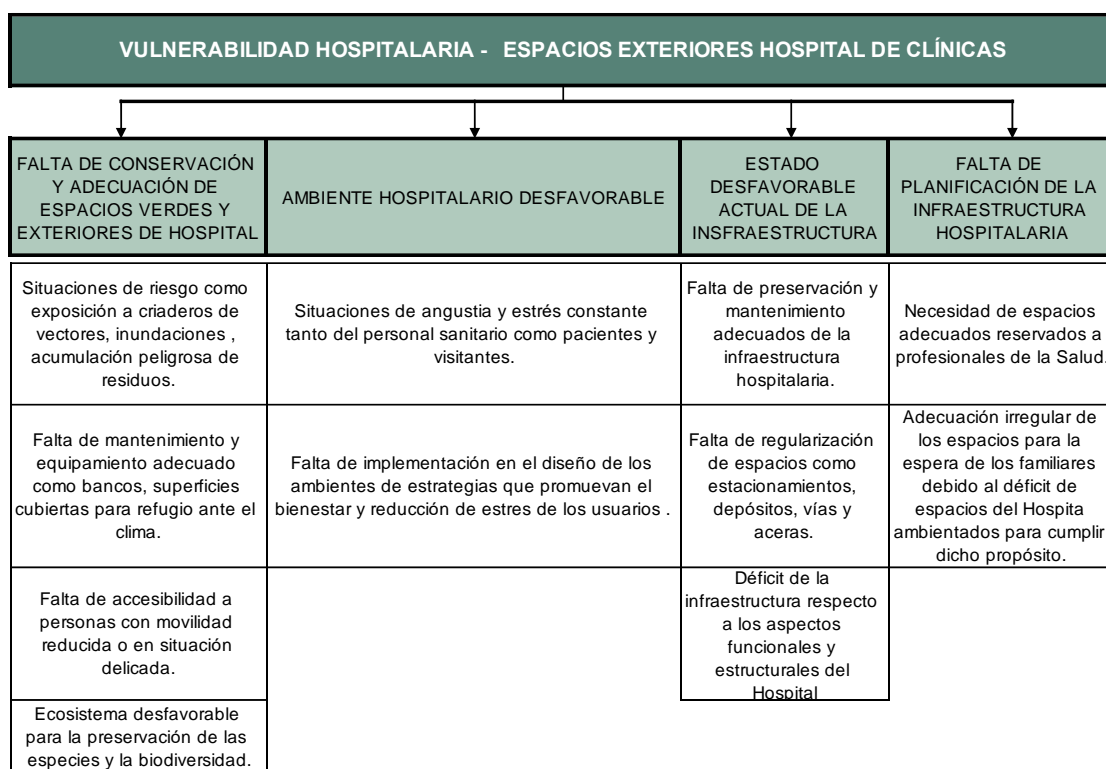 VULNERABILIDAD HOSPITALARIA - ESPACIOS EXTERIORES HOSPITAL DE CLÍNICAS
FALTA DE CONSERVACIÓN
Y ADECUACIÓN DE
ESPACIOS VERDES Y
EXTERIORES DE HOSPITAL
AMBIENTE HOSPITALARIO DESFAVORABLE
ESTADO
DESFAVORABLE
ACTUAL DE LA
INSFRAESTRUCTURA
FALTA DE
PLANIFICACIÓN DE LA
INFRAESTRUCTURA
HOSPITALARIA
Situaciones de riesgo como
exposición a criaderos de
vectores, inundaciones ,
acumulación peligrosa de
residuos.
Situaciones de angustia y estrés constante
tanto del personal sanitario como pacientes y
visitantes.
Falta de preservación y
mantenimiento
adecuados de la
infraestructura
hospitalaria.
Necesidad de espacios
adecuados reservados a
profesionales de la Salud.
Falta de mantenimiento y
equipamiento adecuado
como bancos, superficies
cubiertas para refugio ante el
clima.
Falta de implementación en el diseño de los
ambientes de estrategias que promuevan el
bienestar y reducción de estres de los usuarios .
Falta de regularización
de espacios como
estacionamientos,
depósitos, vías y
aceras.
Adecuación irregular de
los espacios para la
espera de los familiares
debido al déficit de
espacios del Hospita
ambientados para cumplir
dicho propósito.
Falta de accesibilidad a
personas con movilidad
reducida o en situación
delicada.
Déficit de la
infraestructura respecto
a los aspectos
funcionales y
estructurales del
Hospital
Ecosistema desfavorable
para la preservación de las
especies y la biodiversidad.